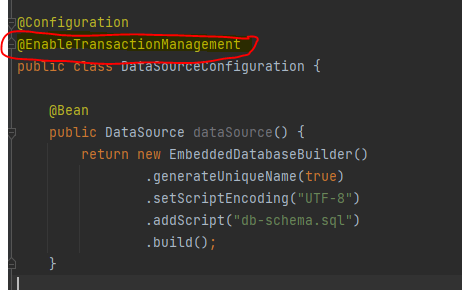 @Configuration
@EnableTransactionManagement
public class DataSourceConfiguration {
@Bean
public DataSource dataSource() {
return new EmbeddedDatabaseBuilder()
.generateUniqueName(true)
.setScriptEncoding("UTF-8")
.addScript("db-schema.sql")
.build();
}